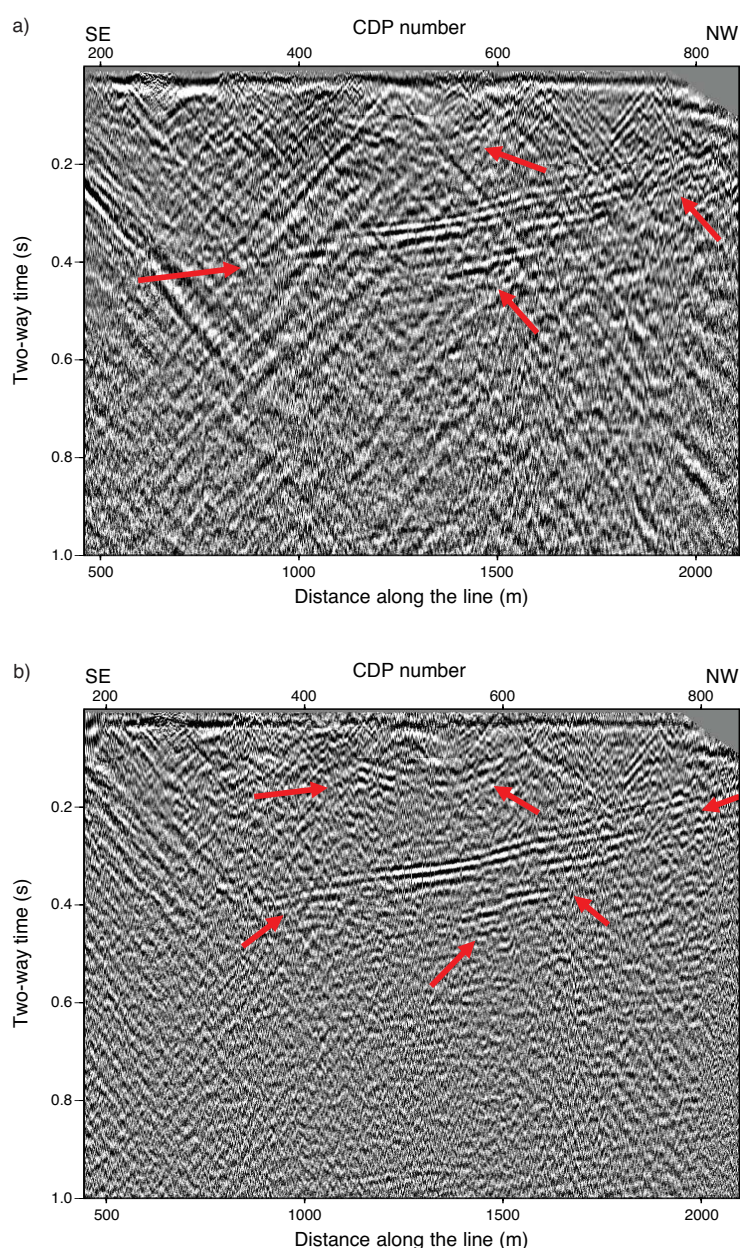 a)
SE CDP number NW
200 400 600 800
Two-way time (s)
0.2
0.4
0.6
0.8
1.0
500 1000 1500 2000
Distance along the line (m)
b)
SE CDP number NW
200 400 600 800
Two-way time (s)
0.2
0.4
0.6
0.8
1.0
500 1000 1500 2000
Distance along the line (m)